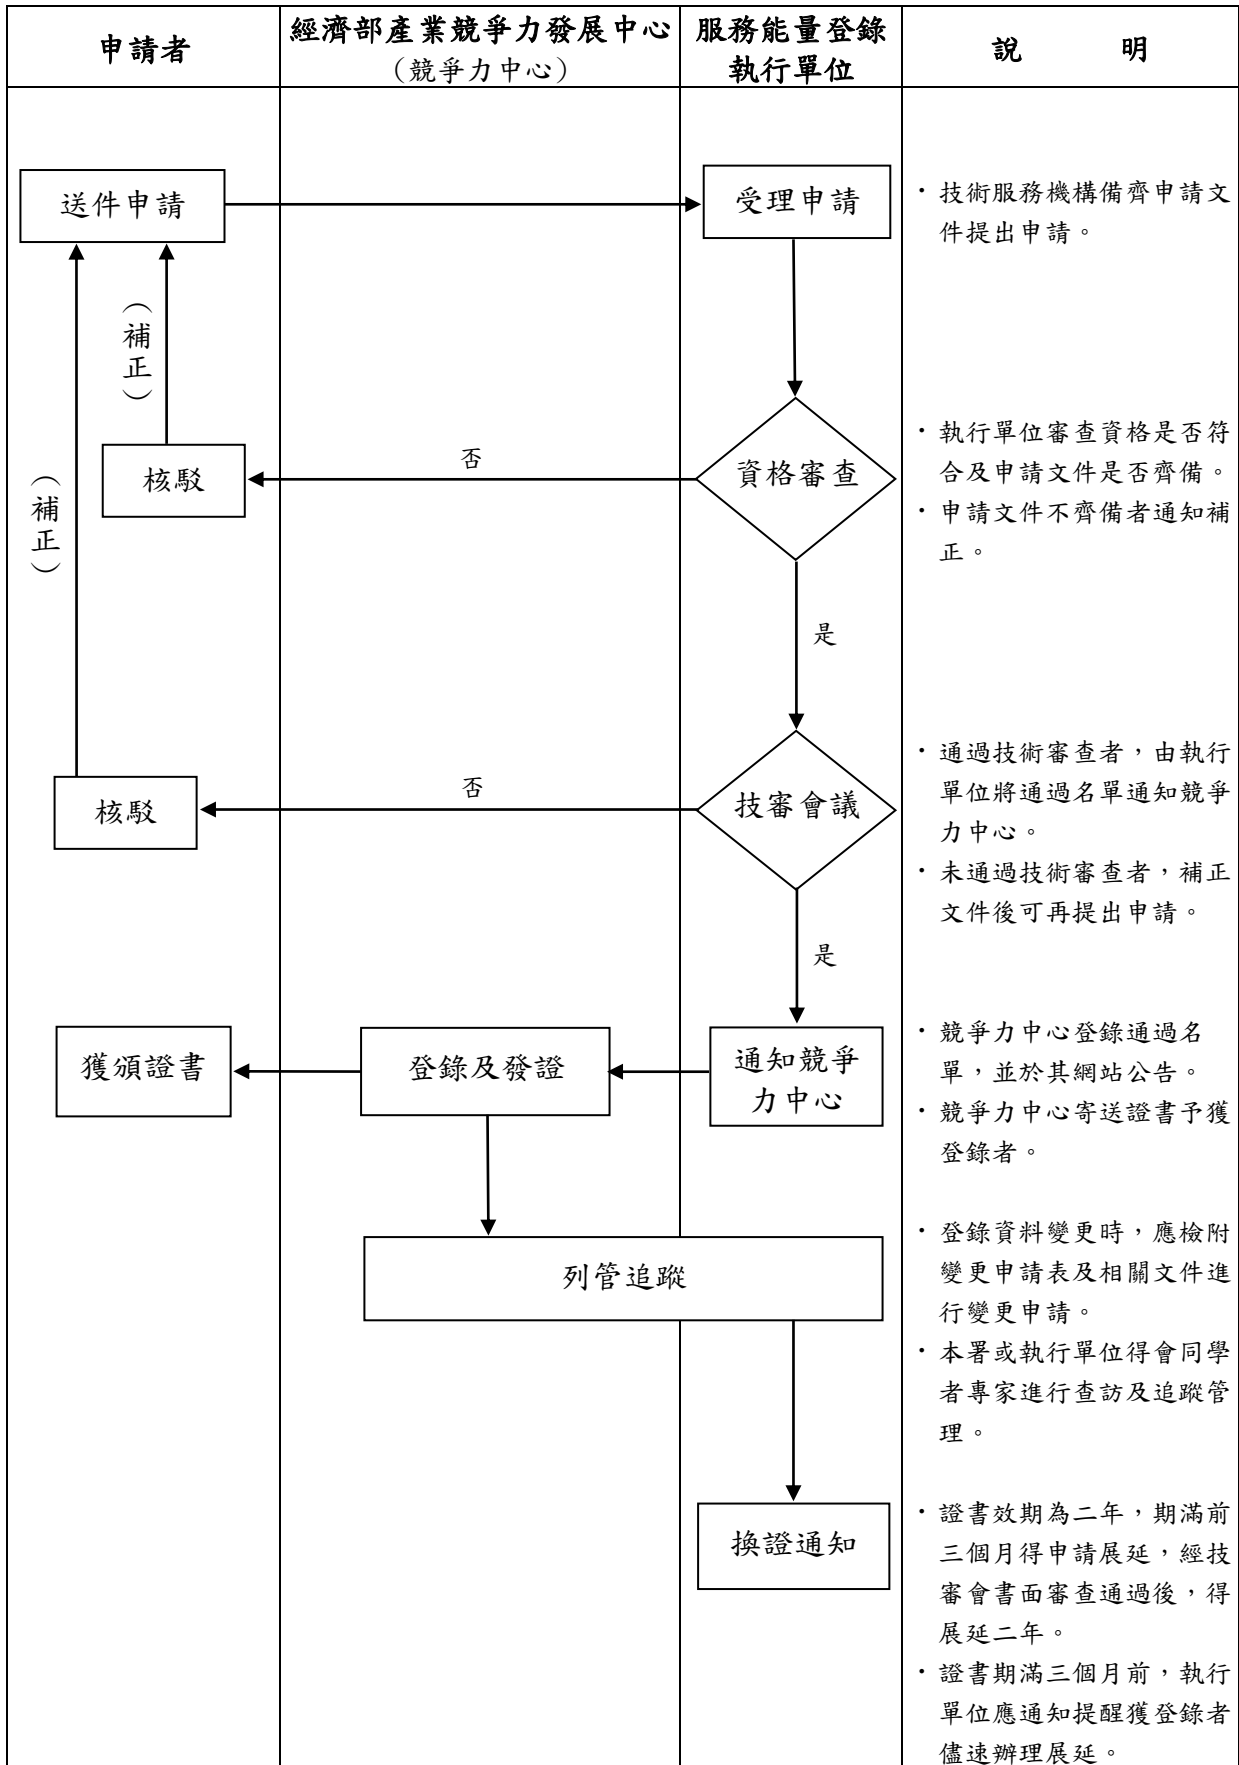 申請者
經濟部產業競爭力發展中心
（競爭力中心）
服務能量登錄
執行單位
說 明
送件申請
受理申請
・技術服務機構備齊申請文
件提出申請。
（補正）
核駁
否
資格審查
・執行單位審查資格是否符
合及申請文件是否齊備。
・申請文件不齊備者通知補
正。
（補正）
是
核駁
否
技審會議
・通過技術審查者，由執行
單位將通過名單通知競爭
力中心。
・未通過技術審查者，補正
文件後可再提出申請。
是
獲頒證書
登錄及發證
通知競爭
力中心
・競爭力中心登錄通過名
單，並於其網站公告。
・競爭力中心寄送證書予獲
登錄者。
列管追蹤
・登錄資料變更時，應檢附
變更申請表及相關文件進
行變更申請。
・本署或執行單位得會同學
者專家進行查訪及追蹤管
理。
換證通知
・證書效期為二年，期滿前
三個月得申請展延，經技
審會書面審查通過後，得
展延二年。
・證書期滿三個月前，執行
單位應通知提醒獲登錄者
儘速辦理展延。